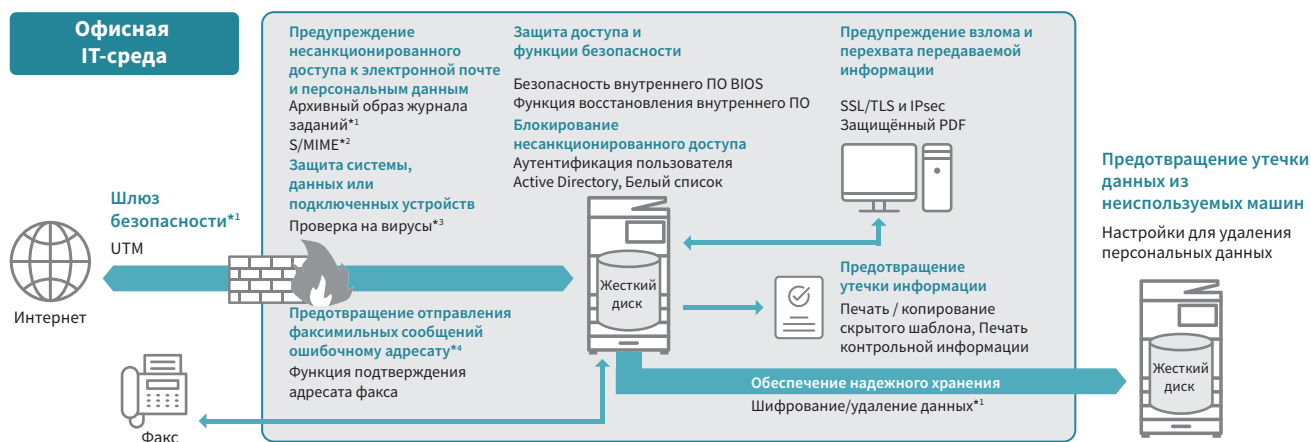 Офисная
IT-среда
Шлюз
безопасности*1
UTM
Интернет
Факс
Предупреждение
несанкционированного
доступа к электронной почте
и персональным данным
Архивный образ журнала
заданий*1
S/MIME*2
Защита системы,
данных или
подключенных устройств
Проверка на вирусы*3
Предотвращение отправления
факсимильных сообщений
ошибочному адресату*4
Функция подтверждения
адресата факса
Защита доступа и
функции безопасности
Безопасность внутреннего ПО BIOS
Функция восстановления внутреннего ПО
Блокирование
несанкционированного доступа
Аутентификация пользователя
Active Directory, Белый список
Жесткий
диск
Предупреждение взлома и
перехвата передаваемой
информации
SSL/TLS и IPsec
Защищённый PDF
Предотвращение
утечки информации
Печать / копирование
скрытого шаблона, Печать
контрольной информации
Обеспечение надежного хранения
Шифрование/удаление данных*1
Предотвращение утечки
данных из
неиспользуемых машин
Настройки для удаления
персональных данных
Жесткий
диск